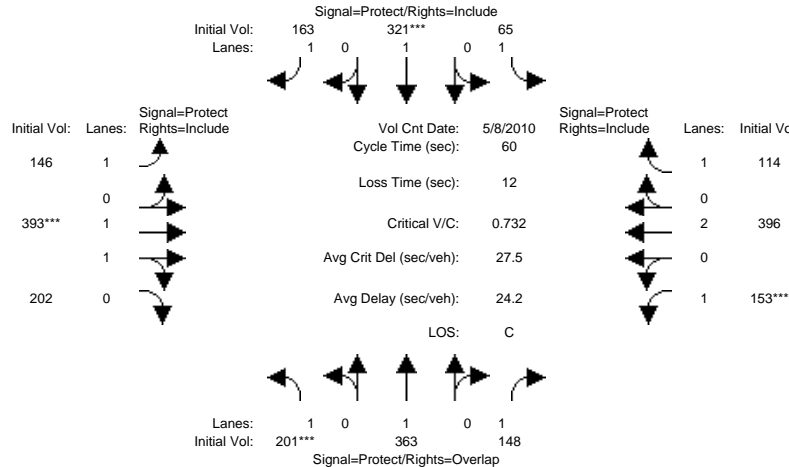 Signal=Protect/Rights=Include
Initial Vol: 163 321*** 65
Lanes: 1 0 1 0 1
Signal=Protect Signal=Protect
Initial Vol: Lanes: Rights=Include Vol Cnt Date: 5/8/2010 Rights=Include Lanes: Initial Vo
Cycle Time (sec): 60
146 1 1 114
Loss Time (sec): 12
0 0
393*** 1 Critical V/C: 0.732 2 396
1 Avg Crit Del (sec/veh): 27.5 0
202 0 Avg Delay (sec/veh): 24.2 1 153***
LOS: C
Lanes: 1 0 1 0 1
Initial Vol: 201*** 363 148
Signal=Protect/Rights=Overlap